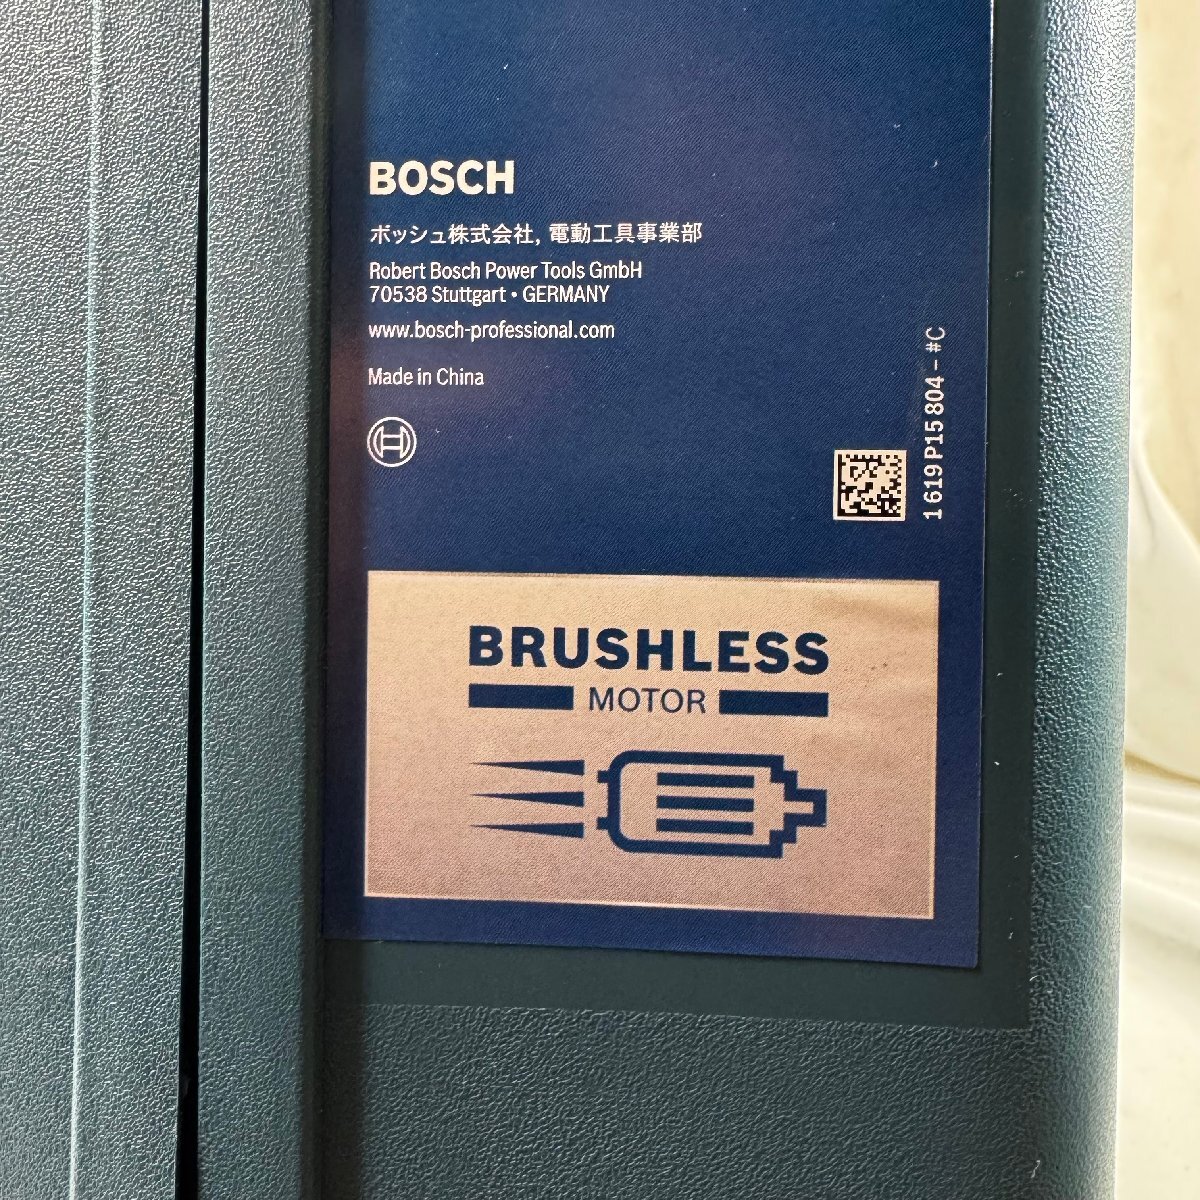 BOSCH
ボッシュ株式会社, 電動工具事業部
Robert Bosch Power Tools GmbH
70538 Stuttgart • GERMANY
www.bosch-professional.com
Made in China
1 619 P15 804 – #C
BRUSHLESS
MOTOR